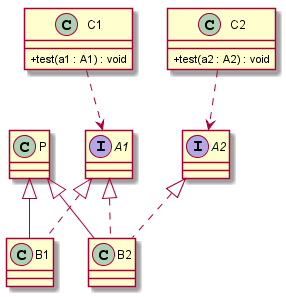 C C1
C C2
+test(a1 : A1) : void
+test(a2 : A2) : void
C P
I A1
I A2
C B1
C B2